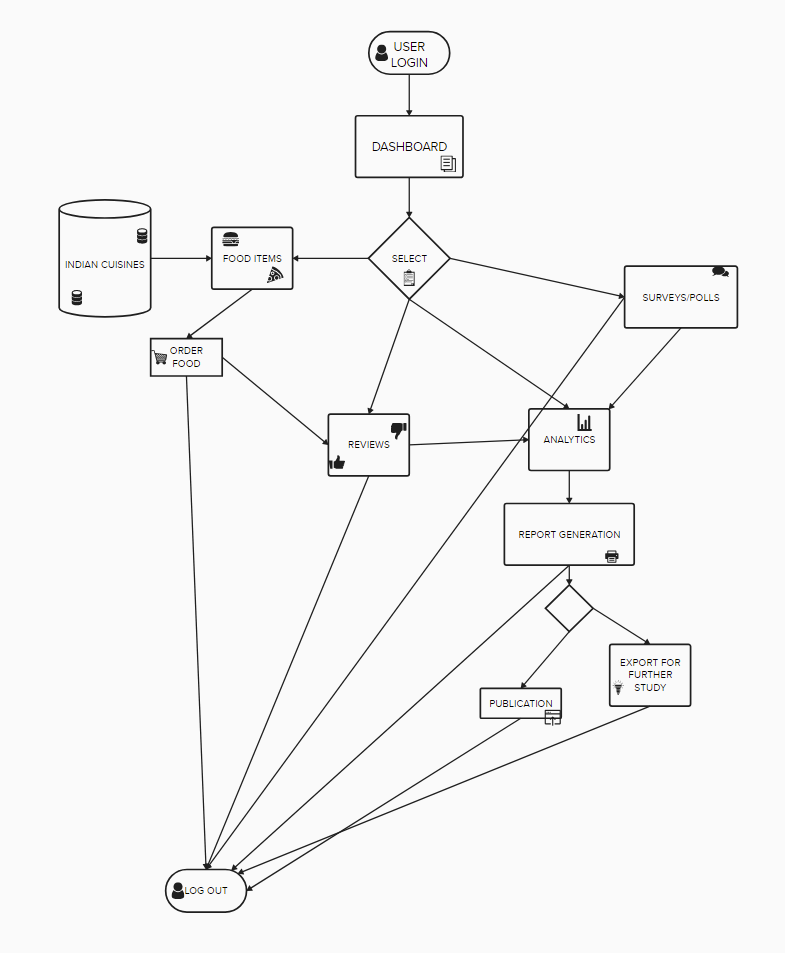 USER
LOGIN
DASHBOARD
INDIAN CUISINES
FOOD ITEMS
SELECT
SURVEYS/POLLS
ORDER
FOOD
REVIEWS
ANALYTICS
REPORT GENERATION
EXPORT FOR
FURTHER
STUDY
PUBLICATION
LOG OUT